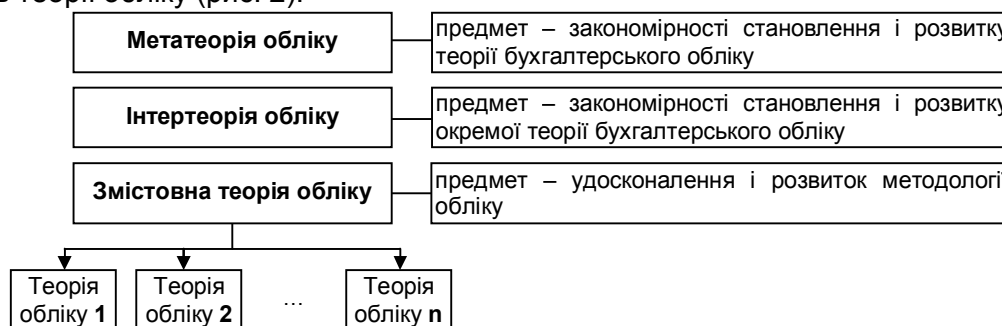 в теорії обліку (рис. 2).
Метатеорія обліку
предмет – закономірності становлення і розвитку
теорії бухгалтерського обліку
Інтертеорія обліку
предмет – закономірності становлення і розвитку
окремої теорії бухгалтерського обліку
Змістовна теорія обліку
предмет – удосконалення і розвиток методології
обліку
Теорія
обліку 1
Теорія
обліку 2
...
Теорія
обліку n